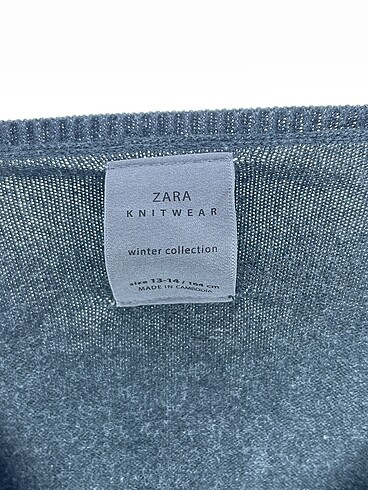 ZARA
KNITWEAR
winter collection
size 13-14 / 164 cm
MADE IN CAMBODIA